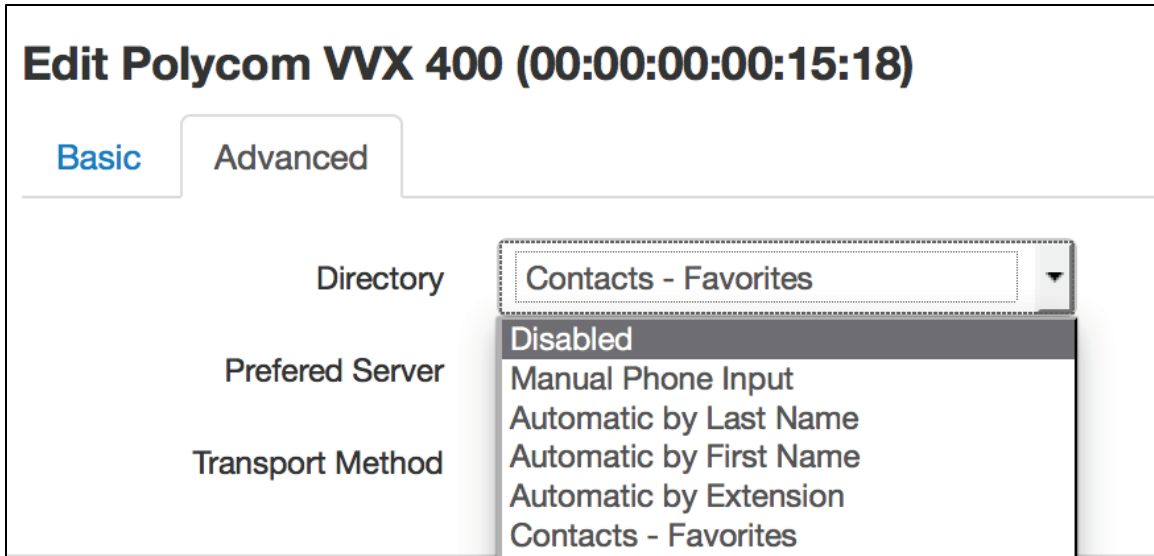 Edit Polycom VVX 400 (00:00:00:00:15:18)
Basic
Advanced
Directory
Contacts - Favorites
Disabled
Manual Phone Input
Automatic by Last Name
Automatic by First Name
Automatic by Extension
Contacts - Favorites
Prefered Server
Transport Method